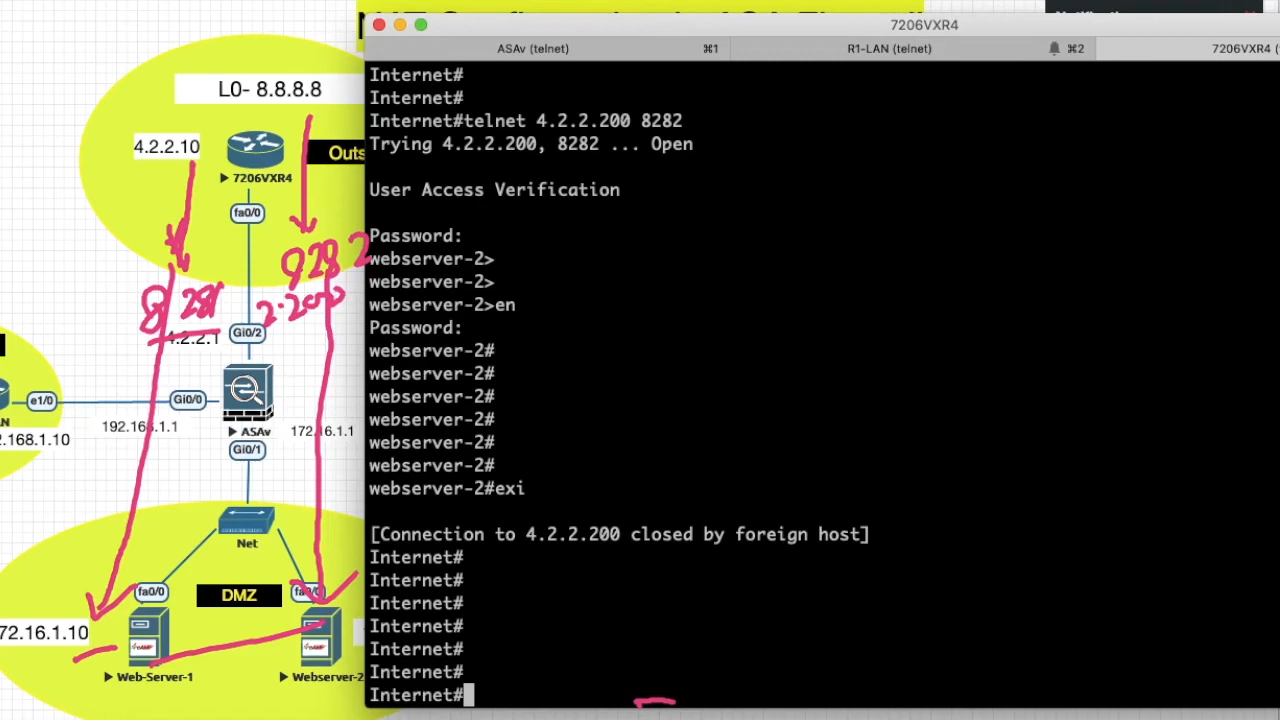 7206VXR4
ASAv (telnet)
⌘1
R1-LAN (telnet)
⌘2
7206VXR4
Internet#
Internet#
Internet#telnet 4.2.2.200 8282
Trying 4.2.2.200, 8282 ... Open
User Access Verification
Password:
webserver-2>
webserver-2>
webserver-2>en
Password:
webserver-2#
webserver-2#
webserver-2#
webserver-2#
webserver-2#
webserver-2#
webserver-2#exi
[Connection to 4.2.2.200 closed by foreign host]
Internet#
Internet#
Internet#
Internet#
Internet#
Internet#
Internet#
L0- 8.8.8.8
4.2.2.10
Outs
7206VXR4
fa0/0
4.2.2.1
Gi0/2
e1/0
Gi0/0
192.168.1.1
ASAv
172.16.1.1
2.168.1.10
Gi0/1
Net
fa0/0
DMZ
72.16.1.10
Web-Server-1
Webserver-2